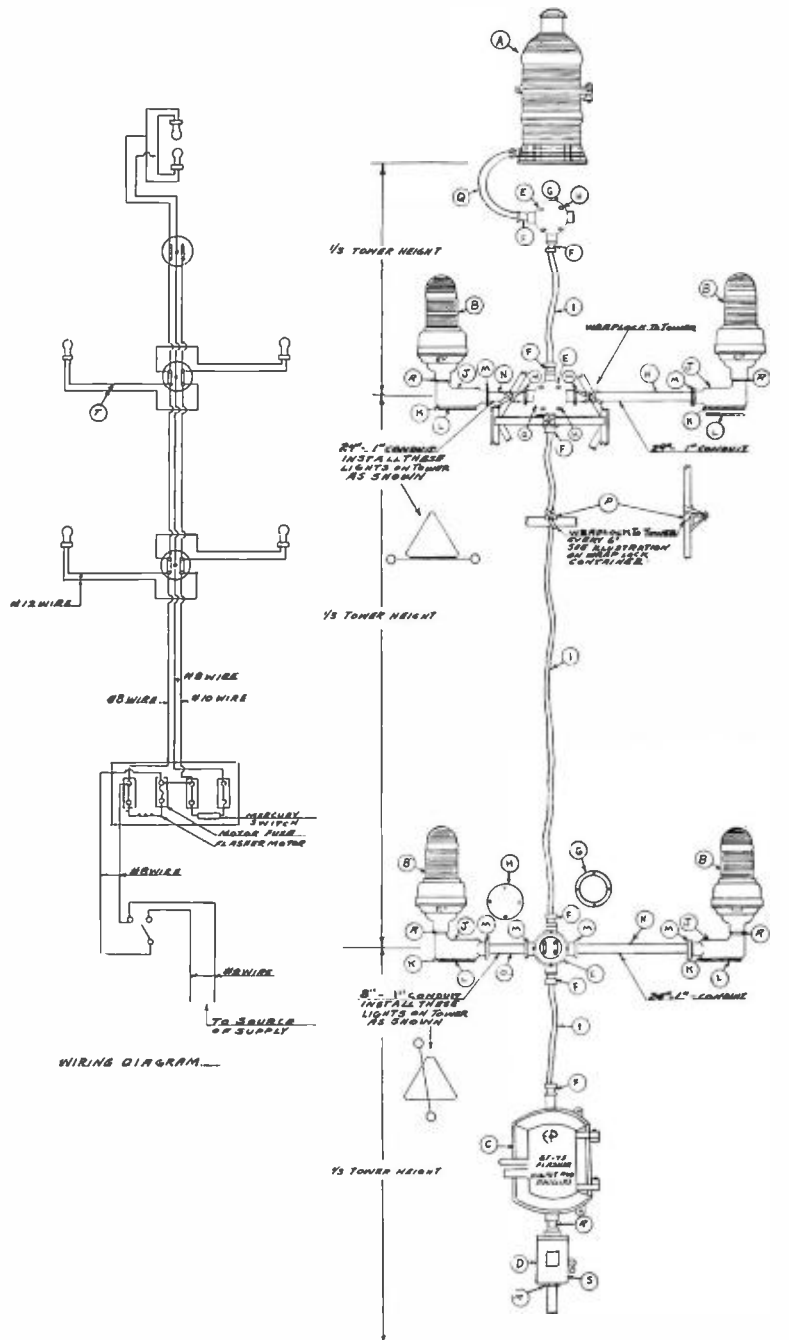 A
Q
E
G
H
F
F
1/3 TOWER HEIGHT
B
B
I
WRAPLOCK TO TOWER
F
E
R
J
M
N
M
J
R
K
L
F
K
L
24"- 1" CONDUIT
INSTALL THESE
LIGHTS ON TOWER
AS SHOWN
24"- 1" CONDUIT
T
P
WRAPLOCK TO TOWER
EVERY 6'
SEE ILLUSTRATION
ON WRAPLOCK
CONTAINER
#12 WIRE
1/3 TOWER HEIGHT
I
#8 WIRE
#8 WIRE
#10 WIRE
MERCURY
SWITCH
MOTOR FUSE
FLASHER MOTOR
#8 WIRE
B
H
G
B
F
R
J
M
M
M
N
M
J
R
K
L
O
F
K
L
8"- 1" CONDUIT
INSTALL THESE
LIGHTS ON TOWER
AS SHOWN
24"- 1" CONDUIT
#8 WIRE
TO SOURCE
OF SUPPLY
WIRING DIAGRAM
I
F
C
FLASHER
1/3 TOWER HEIGHT
R
D
S